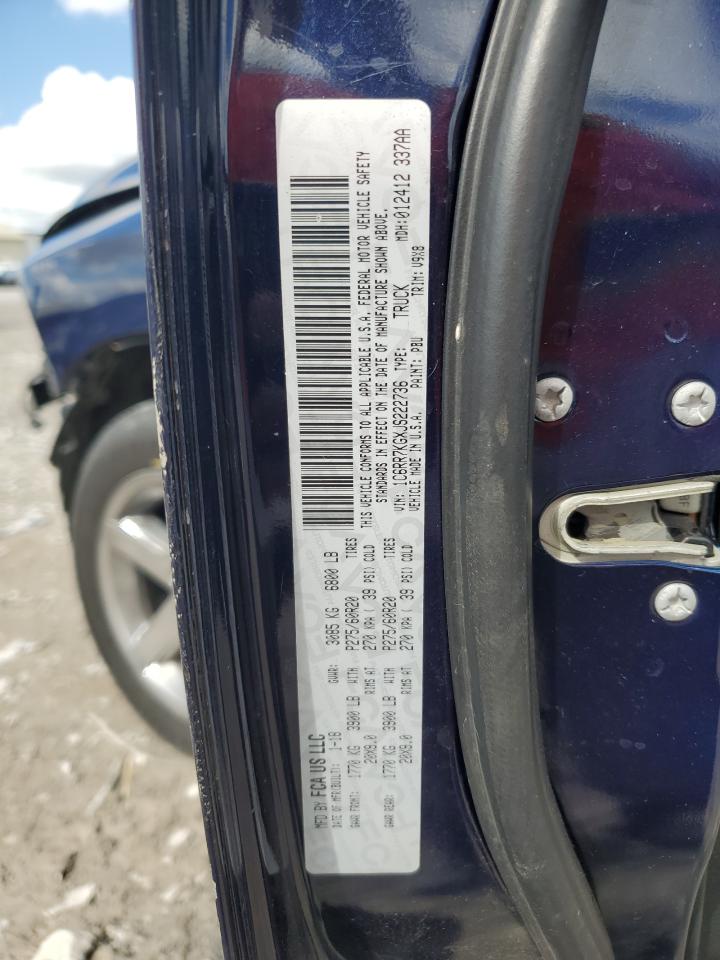 MFD BY FCA US LLC
DATE OF MFR(BUILT): 1-18 GVWR: 3085 KG 6800 LB
GAWR FRONT: 1770 KG 3900 LB WITH P275/60R20 TIRES
20X9.0 RIMS AT 270 KPA ( 39 PSI) COLD
GAWR REAR: 1770 KG 3900 LB WITH P275/60R20 TIRES
20X9.0 RIMS AT 270 KPA ( 39 PSI) COLD
THIS VEHICLE CONFORMS TO ALL APPLICABLE U.S.A. FEDERAL MOTOR VEHICLE SAFETY
STANDARDS IN EFFECT ON THE DATE OF MANUFACTURE SHOWN ABOVE.
VIN: 1C6RR7KGXJS222736 TYPE: TRUCK MDH:012412 337AA
VEHICLE MADE IN U.S.A. PAINT: PBU TRIM: V9X8